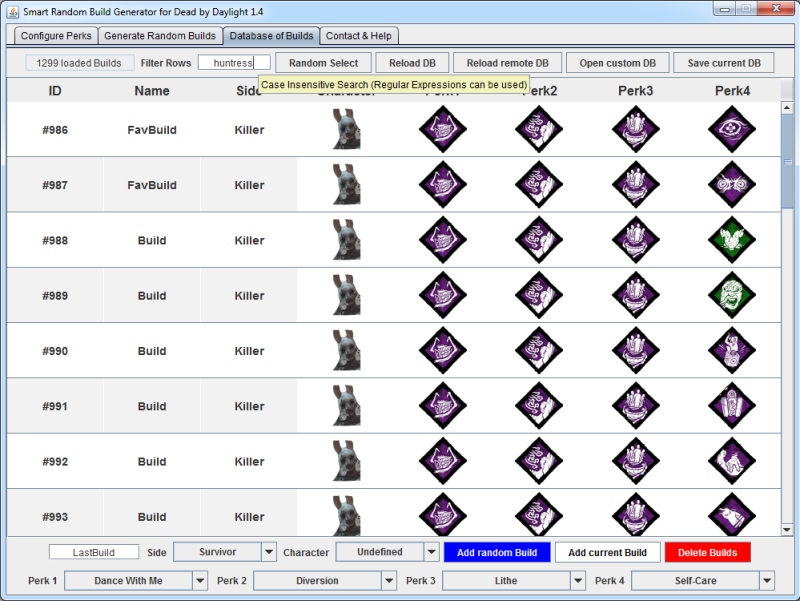 Smart Random Build Generator for Dead by Daylight 1.4
Configure Perks Generate Random Builds Database of Builds Contact & Help
1299 loaded Builds Filter Rows huntress Random Select Reload DB Reload remote DB Open custom DB Save current DB
Case Insensitive Search (Regular Expressions can be used)
ID Name Side Perk2 Perk3 Perk4
#986 FavBuild Killer
#987 FavBuild Killer
#988 Build Killer
#989 Build Killer
#990 Build Killer
#991 Build Killer
#992 Build Killer
#993 Build Killer
LastBuild Side Survivor Character Undefined Add random Build Add current Build Delete Builds
Perk 1 Dance With Me Perk 2 Diversion Perk 3 Lithe Perk 4 Self-Care